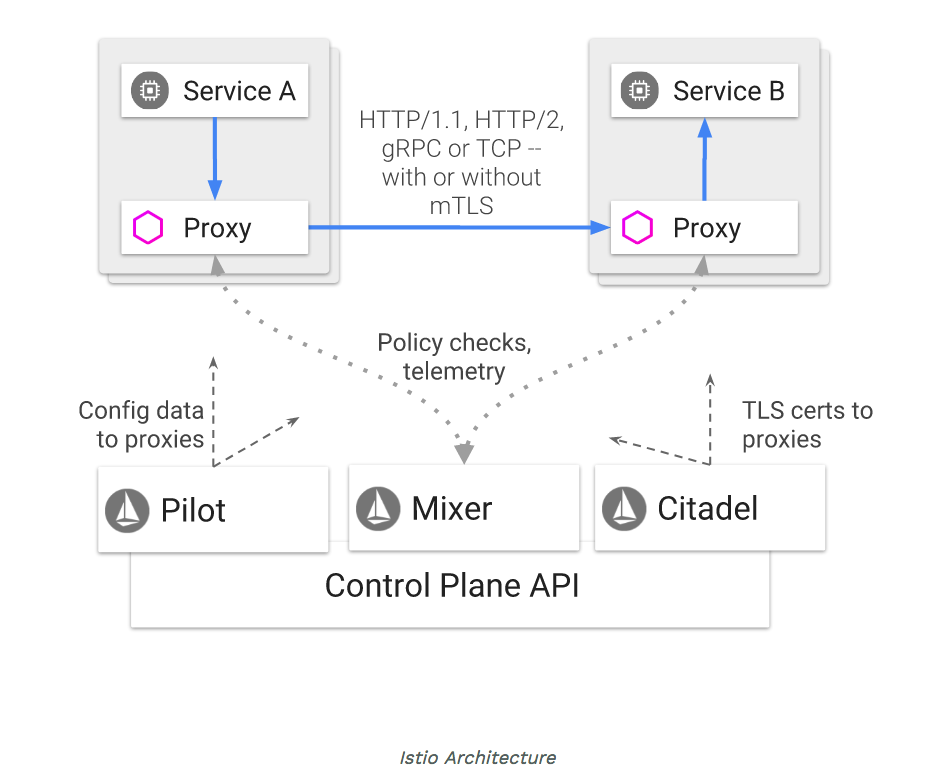 Service A
Service B
HTTP/1.1, HTTP/2,
gRPC or TCP --
with or without
mTLS
Proxy
Proxy
Policy checks,
telemetry
Config data
to proxies
TLS certs to
proxies
Pilot
Mixer
Citadel
Control Plane API
Istio Architecture